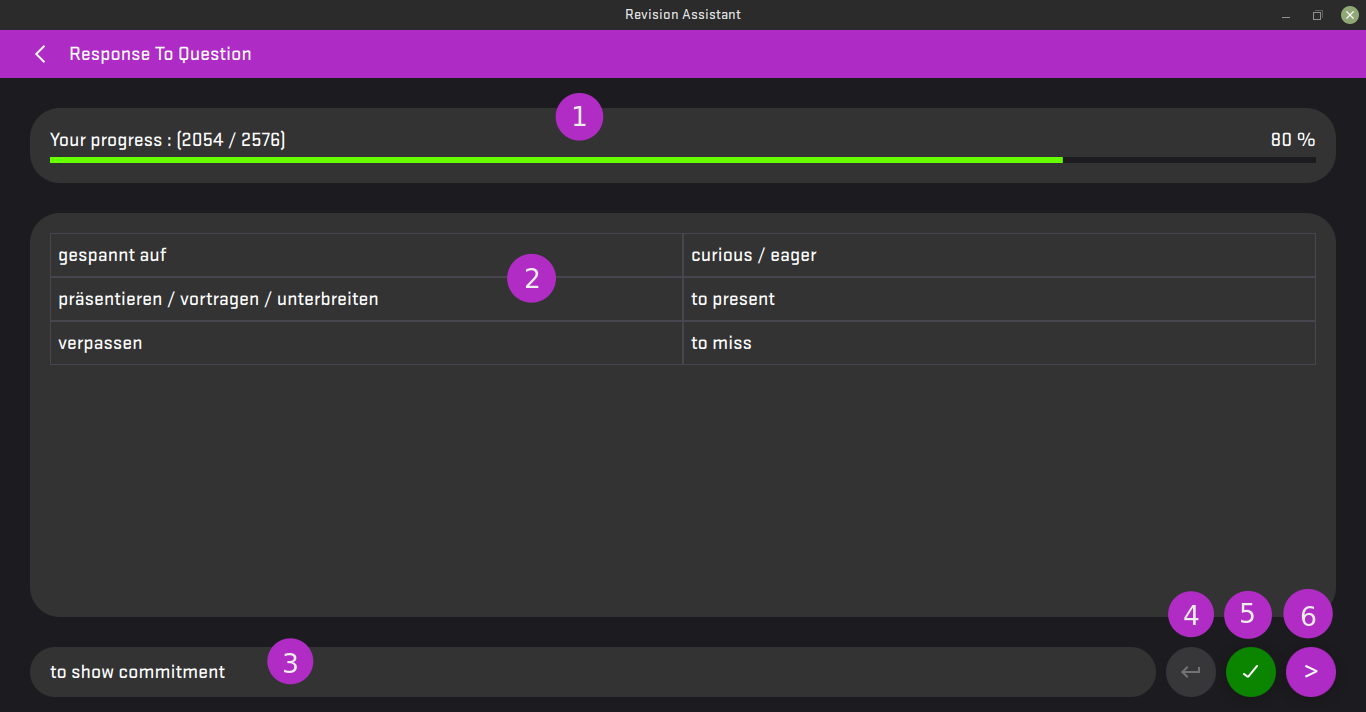 Revision Assistant
Response To Question
1
Your progress : (2054 / 2576) 80 %
gespannt auf curious / eager
2
präsentieren / vortragen / unterbreiten to present
verpassen to miss
4 5 6
3
to show commitment >